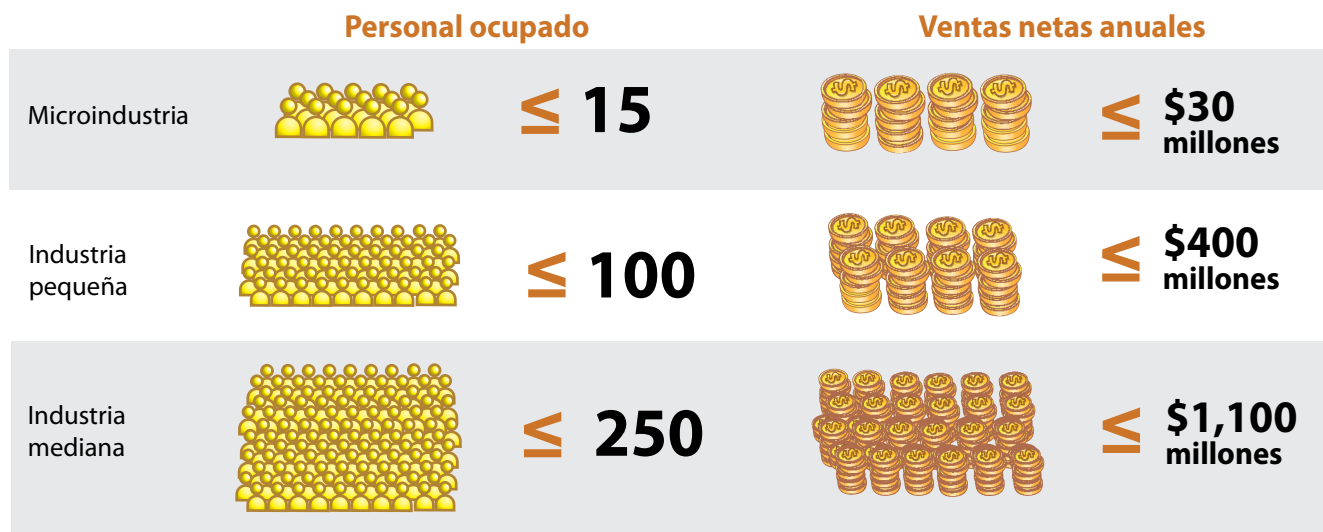 Personal ocupado
Ventas netas anuales
Microindustria
≤ 15
≤ $30
millones
Industria
pequeña
≤ 100
≤ $400
millones
Industria
mediana
≤ 250
≤ $1,100
millones